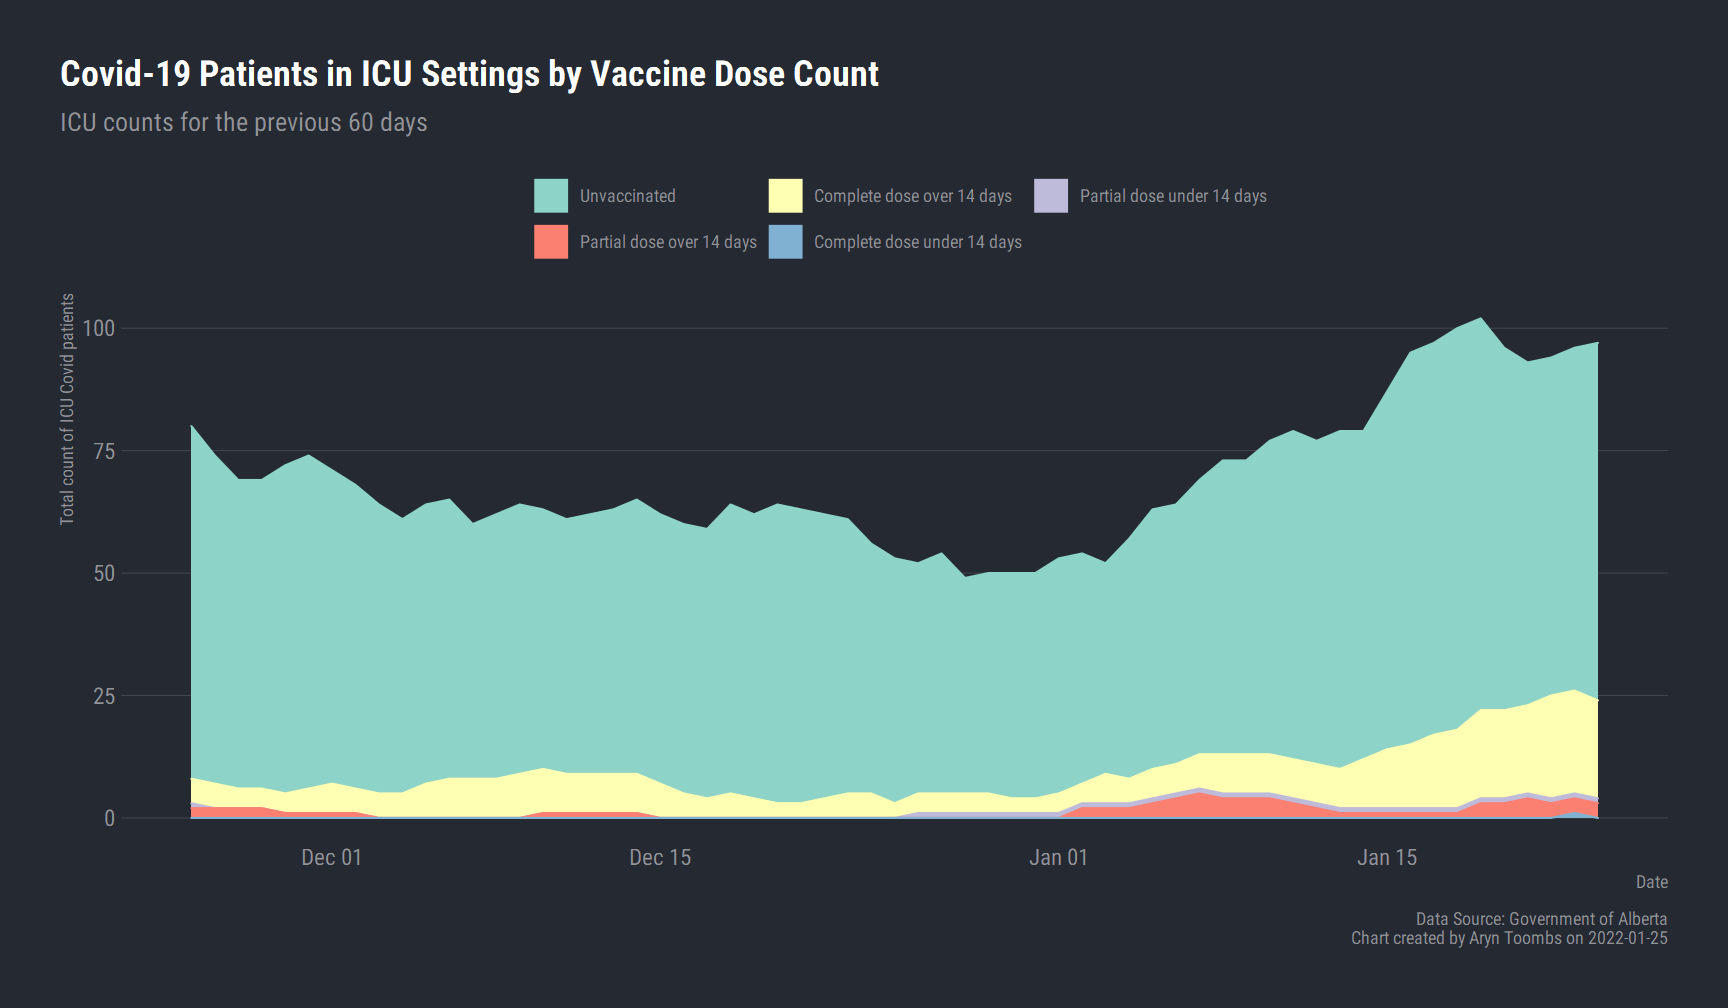 Covid-19 Patients in ICU Settings by Vaccine Dose Count
ICU counts for the previous 60 days
Unvaccinated
Complete dose over 14 days
Partial dose under 14 days
Partial dose over 14 days
Complete dose under 14 days
Total count of ICU Covid patients
100
75
50
25
0
Dec 01
Dec 15
Jan 01
Jan 15
Date
Data Source: Government of Alberta
Chart created by Aryn Toombs on 2022-01-25